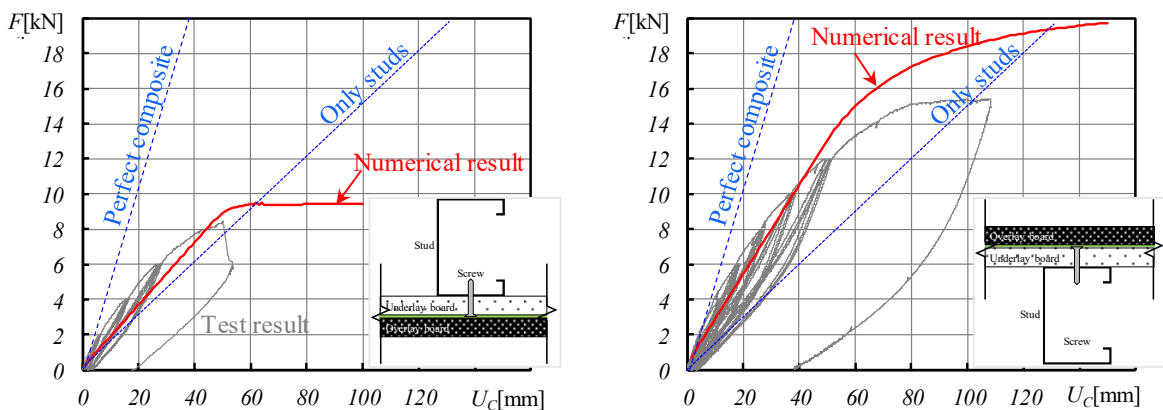 F[kN]
18
16
14
12
10
8
6
4
2
0
0
20
40
60
80
100
120
U_C[mm]
Perfect composite
Only studs
Numerical result
Test result
Stud
Screw
Underlay board
Overlay board
F[kN]
18
16
14
12
10
8
6
4
2
0
0
20
40
60
80
100
120
U_C[mm]
Perfect composite
Numerical result
Only studs
Overlay board
Underlay board
Stud
Screw